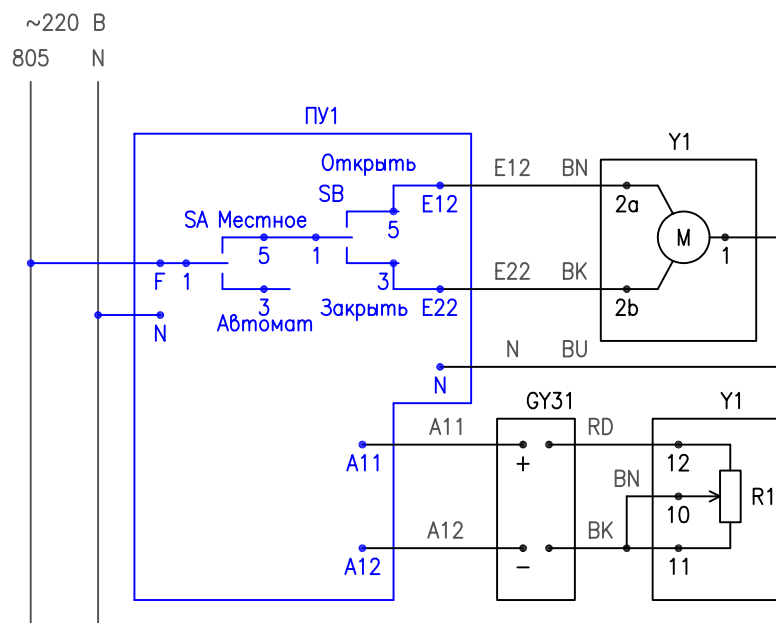 ~220 В
805 N
ПУ1
Открыть
SB
E12 BN
Y1
SA Местное
E12
2a
5
5
1
M
1
F 1
3
3
E22 BK
Автомат
Закрыть E22
2b
N
N BU
N
GY31
Y1
A11
RD
A11
+
12
BN
10
R1
A12
BK
A12
-
11